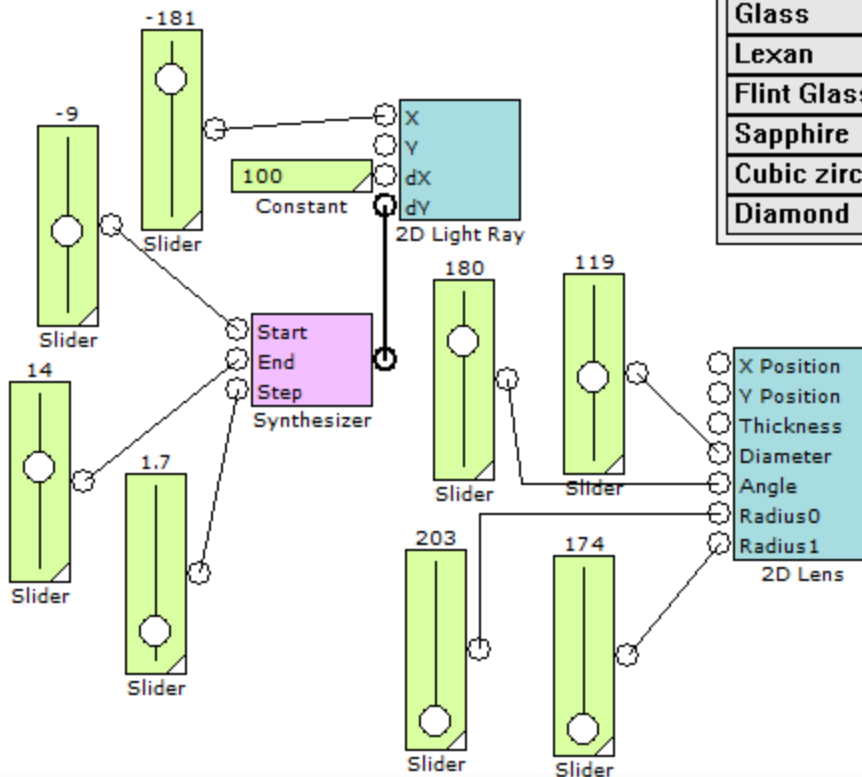 -181
Slider
-9
Slider
X
Y
dX
dY
2D Light Ray
100
Constant
Glass
Lexan
Flint Glass
Sapphire
Cubic zirc
Diamond
Start
End
Step
Synthesizer
14
Slider
1.7
Slider
180
Slider
119
Slider
X Position
Y Position
Thickness
Diameter
Angle
Radius0
Radius1
2D Lens
203
Slider
174
Slider